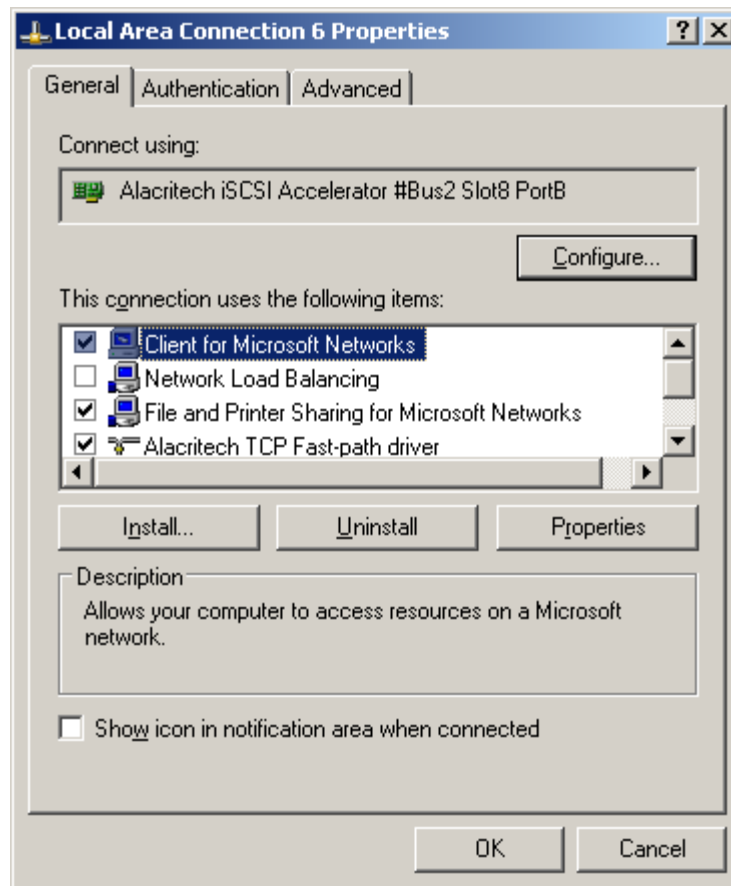 Local Area Connection 6 Properties
General Authentication Advanced
Connect using:
Alacritech iSCSI Accelerator #Bus2 Slot8 PortB
Configure...
This connection uses the following items:
Client for Microsoft Networks
Network Load Balancing
File and Printer Sharing for Microsoft Networks
Alacritech TCP Fast-path driver
Install... Uninstall Properties
Description
Allows your computer to access resources on a Microsoft
network.
Show icon in notification area when connected
OK Cancel